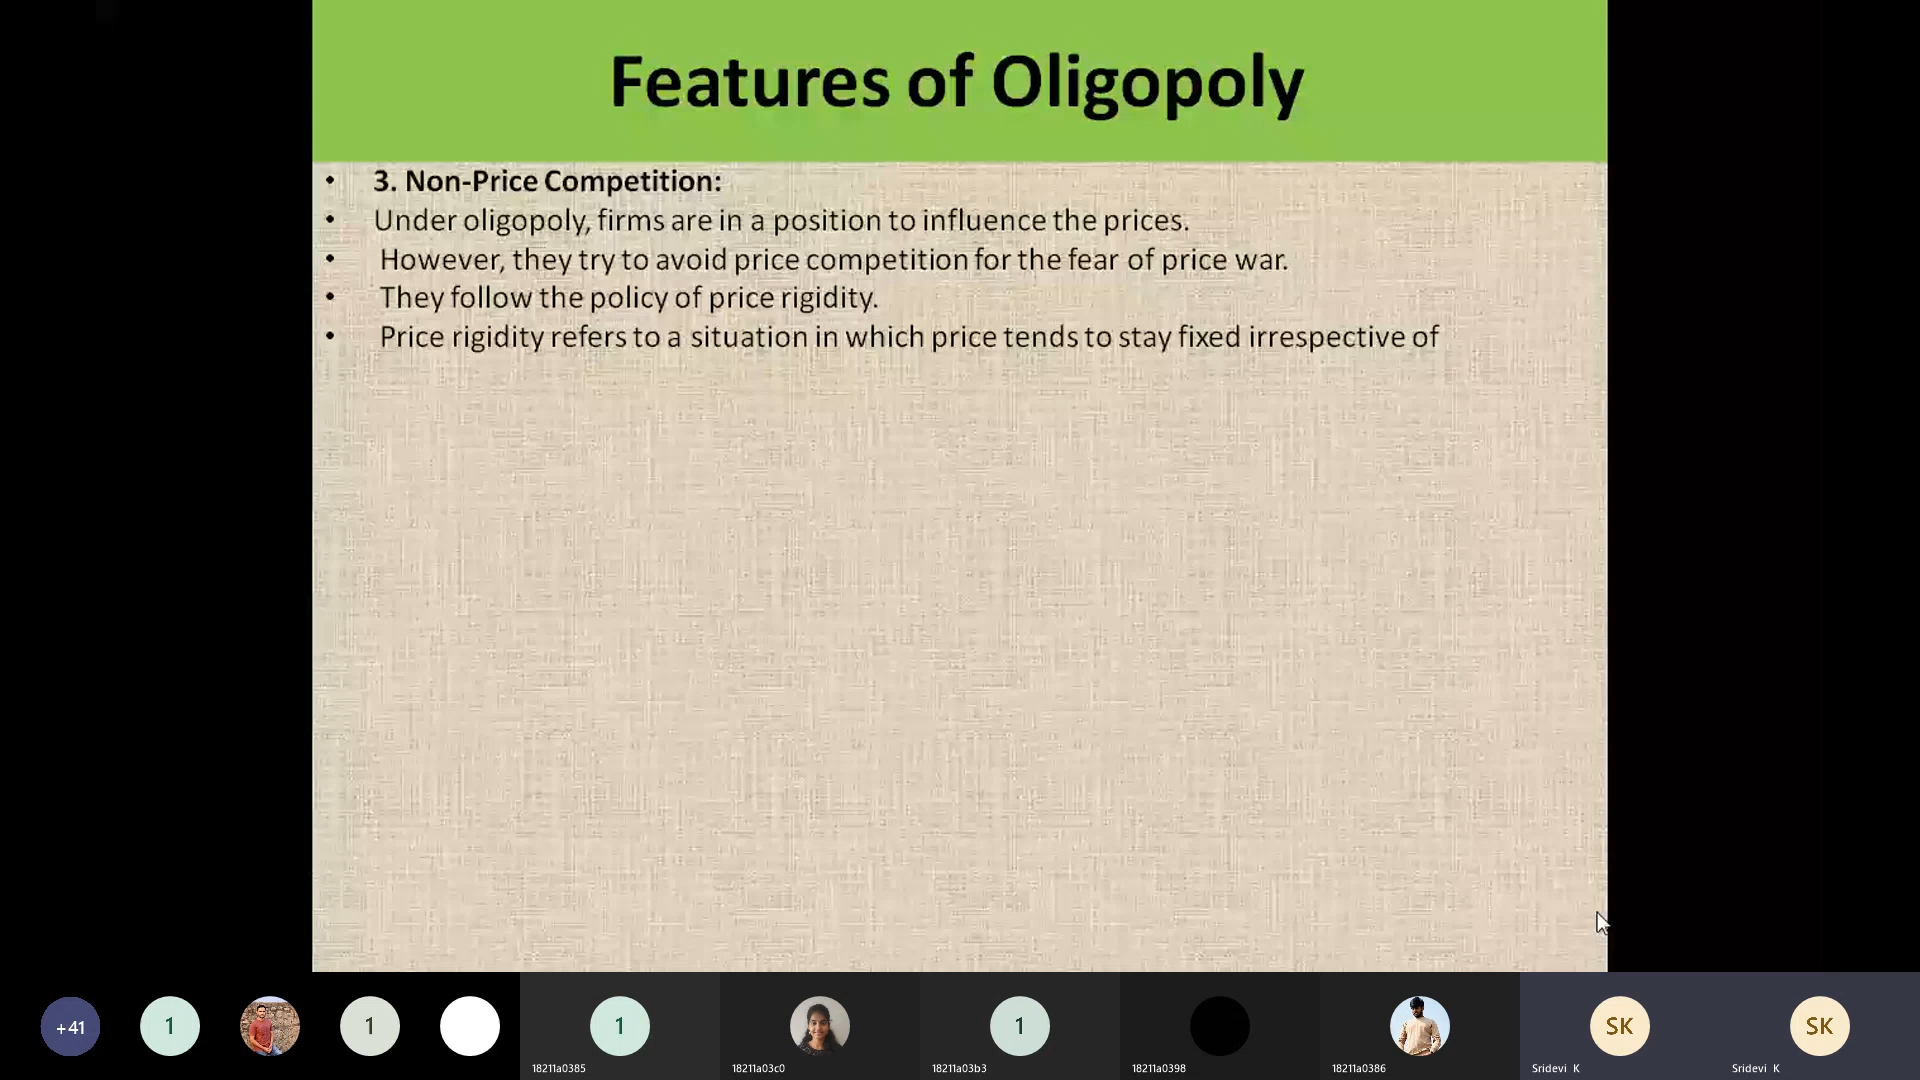 Features of Oligopoly
• 3. Non-Price Competition:
• Under oligopoly, firms are in a position to influence the prices.
• However, they try to avoid price competition for the fear of price war.
• They follow the policy of price rigidity.
• Price rigidity refers to a situation in which price tends to stay fixed irrespective of
+41
1
1
1
1
SK
SK
18211a0385
18211a03c0
18211a03b3
18211a0398
18211a0386
Sridevi K
Sridevi K